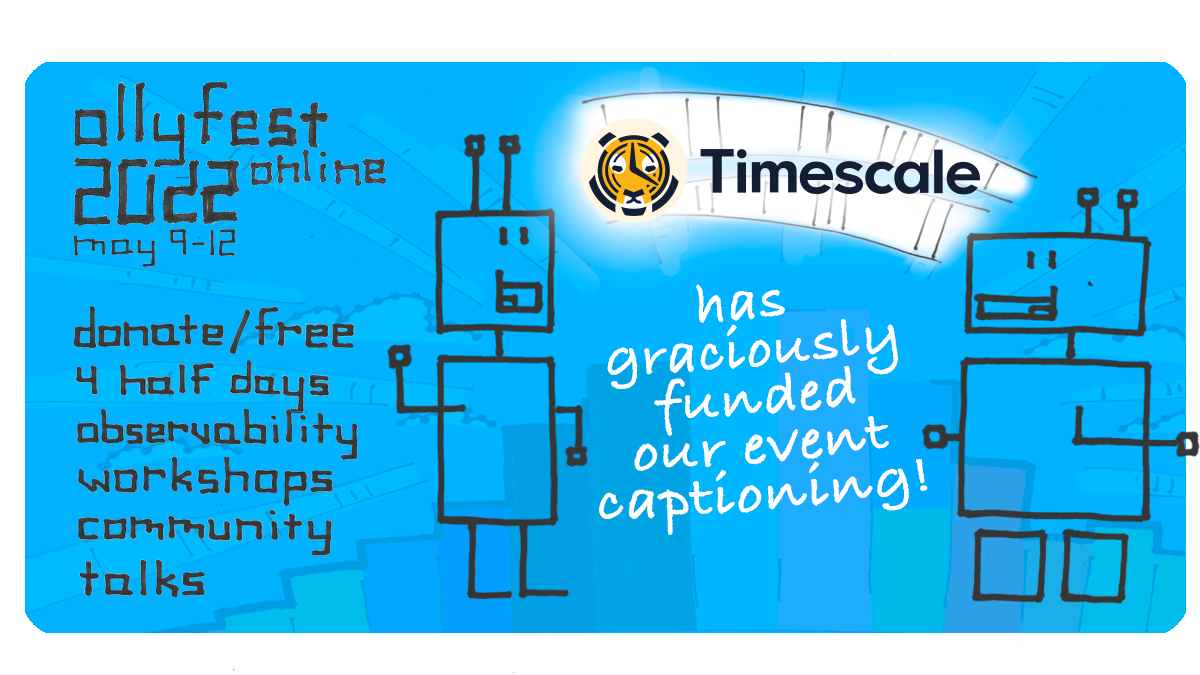 ollyfest
2022 online
may 9-12
donate/free
4 half days
observability
workshops
community
talks
Timescale
has
graciously
funded
our event
captioning!